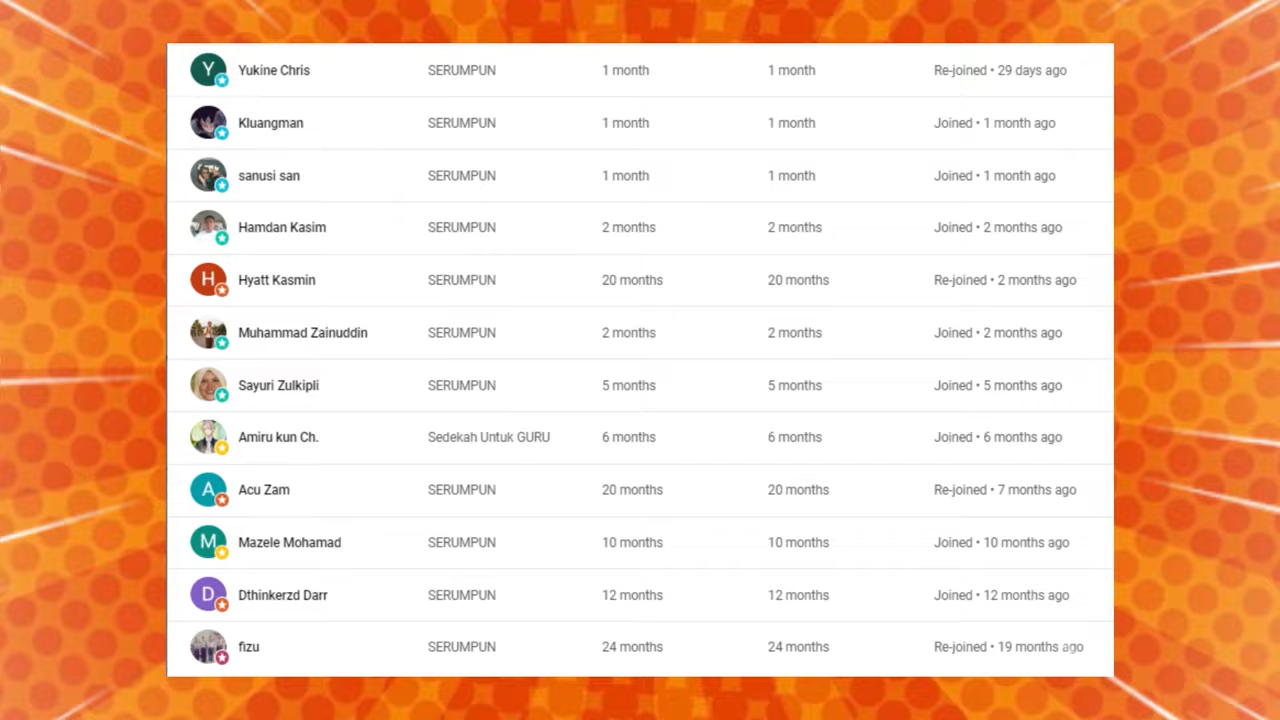 Y Yukine Chris SERUMPUN 1 month 1 month Re-joined • 29 days ago
Kluangman SERUMPUN 1 month 1 month Joined • 1 month ago
sanusi san SERUMPUN 1 month 1 month Joined • 1 month ago
Hamdan Kasim SERUMPUN 2 months 2 months Joined • 2 months ago
H Hyatt Kasmin SERUMPUN 20 months 20 months Re-joined • 2 months ago
Muhammad Zainuddin SERUMPUN 2 months 2 months Joined • 2 months ago
Sayuri Zulkipli SERUMPUN 5 months 5 months Joined • 5 months ago
Amiru kun Ch. Sedekah Untuk GURU 6 months 6 months Joined • 6 months ago
A Acu Zam SERUMPUN 20 months 20 months Re-joined • 7 months ago
M Mazele Mohamad SERUMPUN 10 months 10 months Joined • 10 months ago
D Dthinkerzd Darr SERUMPUN 12 months 12 months Joined • 12 months ago
fizu SERUMPUN 24 months 24 months Re-joined • 19 months ago